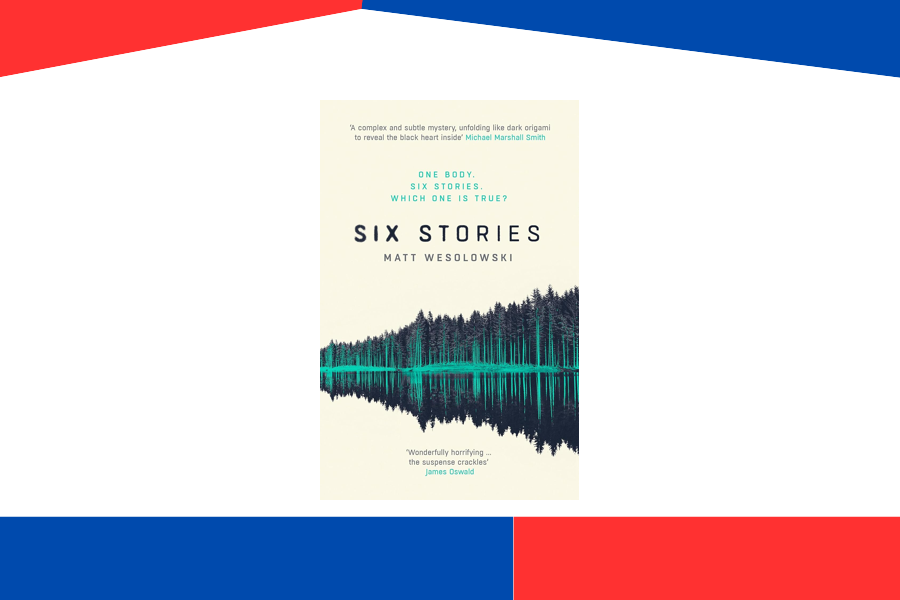 'A complex and subtle mystery, unfolding like dark origami
to reveal the black heart inside' Michael Marshall Smith
ONE BODY.
SIX STORIES.
WHICH ONE IS TRUE?
SIX STORIES
MATT WESOLOWSKI
'Wonderfully horrifying ...
the suspense crackles'
James Oswald